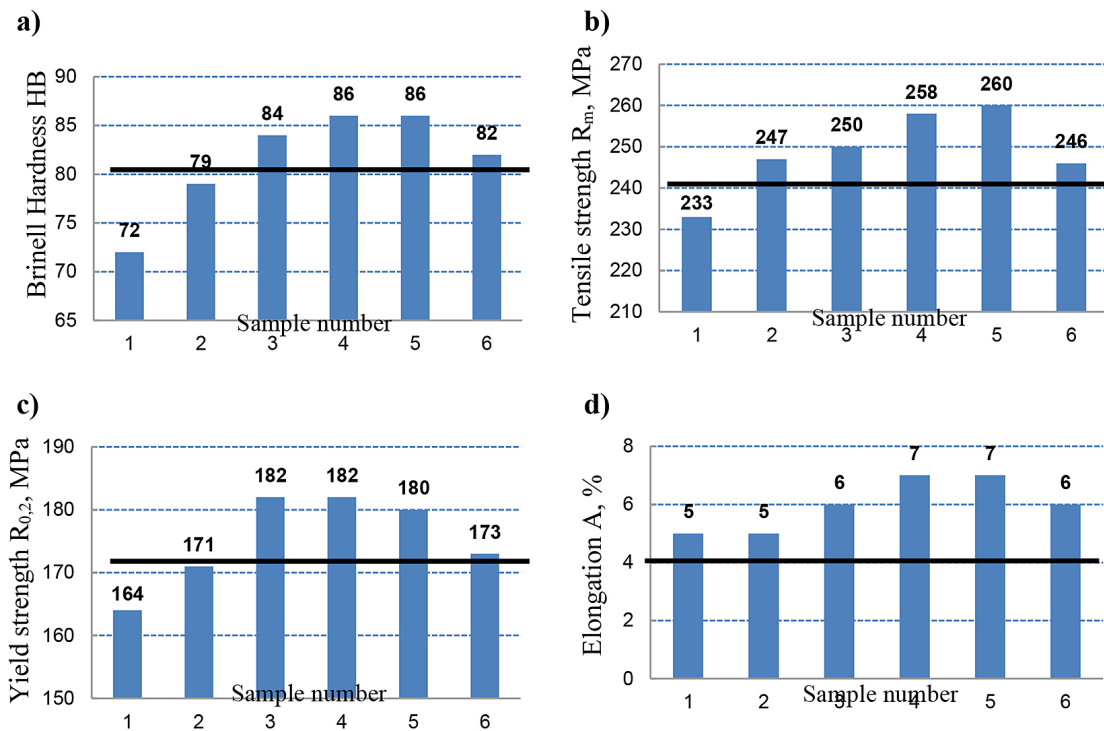 a)
Brinell Hardness HB
90
85
80
75
70
65
72
79
84
86
86
82
Sample number
1 2 3 4 5 6
b)
Tensile strength Rm, MPa
270
260
250
240
230
220
210
233
247
250
258
260
246
Sample number
1 2 3 4 5 6
c)
Yield strength R0,2, MPa
190
180
170
160
150
164
171
182
182
180
173
Sample number
1 2 3 4 5 6
d)
Elongation A, %
8
6
4
2
0
5
5
6
7
7
6
Sample number
1 2 3 4 5 6